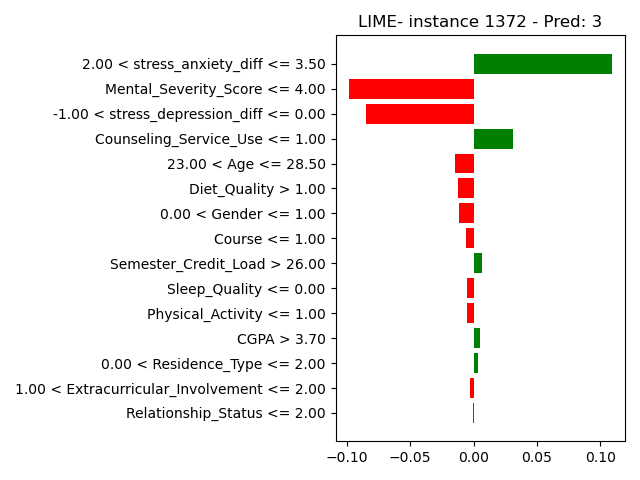 LIME- instance 1372 - Pred: 3
2.00 < stress_anxiety_diff <= 3.50
Mental_Severity_Score <= 4.00
-1.00 < stress_depression_diff <= 0.00
Counseling_Service_Use <= 1.00
23.00 < Age <= 28.50
Diet_Quality > 1.00
0.00 < Gender <= 1.00
Course <= 1.00
Semester_Credit_Load > 26.00
Sleep_Quality <= 0.00
Physical_Activity <= 1.00
CGPA > 3.70
0.00 < Residence_Type <= 2.00
1.00 < Extracurricular_Involvement <= 2.00
Relationship_Status <= 2.00
−0.10 −0.05 0.00 0.05 0.10